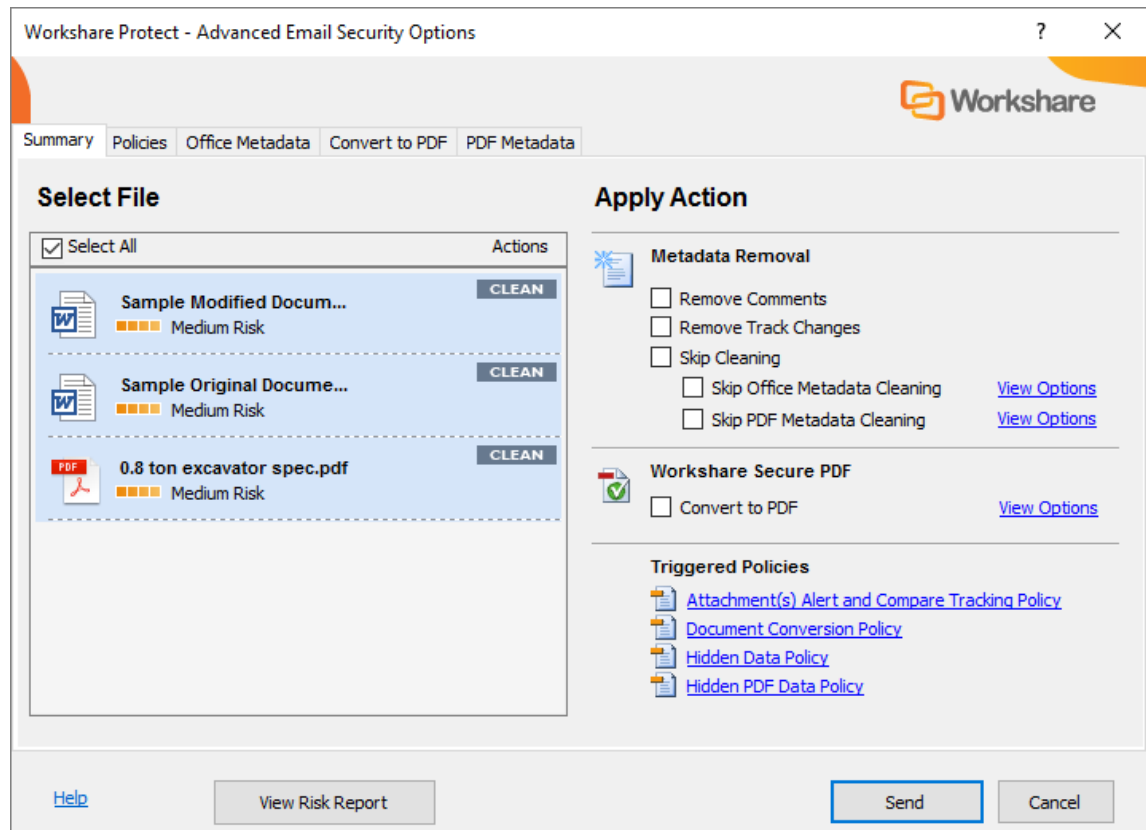 Workshare Protect - Advanced Email Security Options
?
Workshare
Summary Policies Office Metadata Convert to PDF PDF Metadata
Select File
Select All Actions
CLEAN
Sample Modified Docum...
Medium Risk
CLEAN
Sample Original Docume...
Medium Risk
CLEAN
PDF
0.8 ton excavator spec.pdf
Medium Risk
Apply Action
Metadata Removal
Remove Comments
Remove Track Changes
Skip Cleaning
Skip Office Metadata Cleaning View Options
Skip PDF Metadata Cleaning View Options
Workshare Secure PDF
Convert to PDF View Options
Triggered Policies
Attachment(s) Alert and Compare Tracking Policy
Document Conversion Policy
Hidden Data Policy
Hidden PDF Data Policy
Help View Risk Report Send Cancel